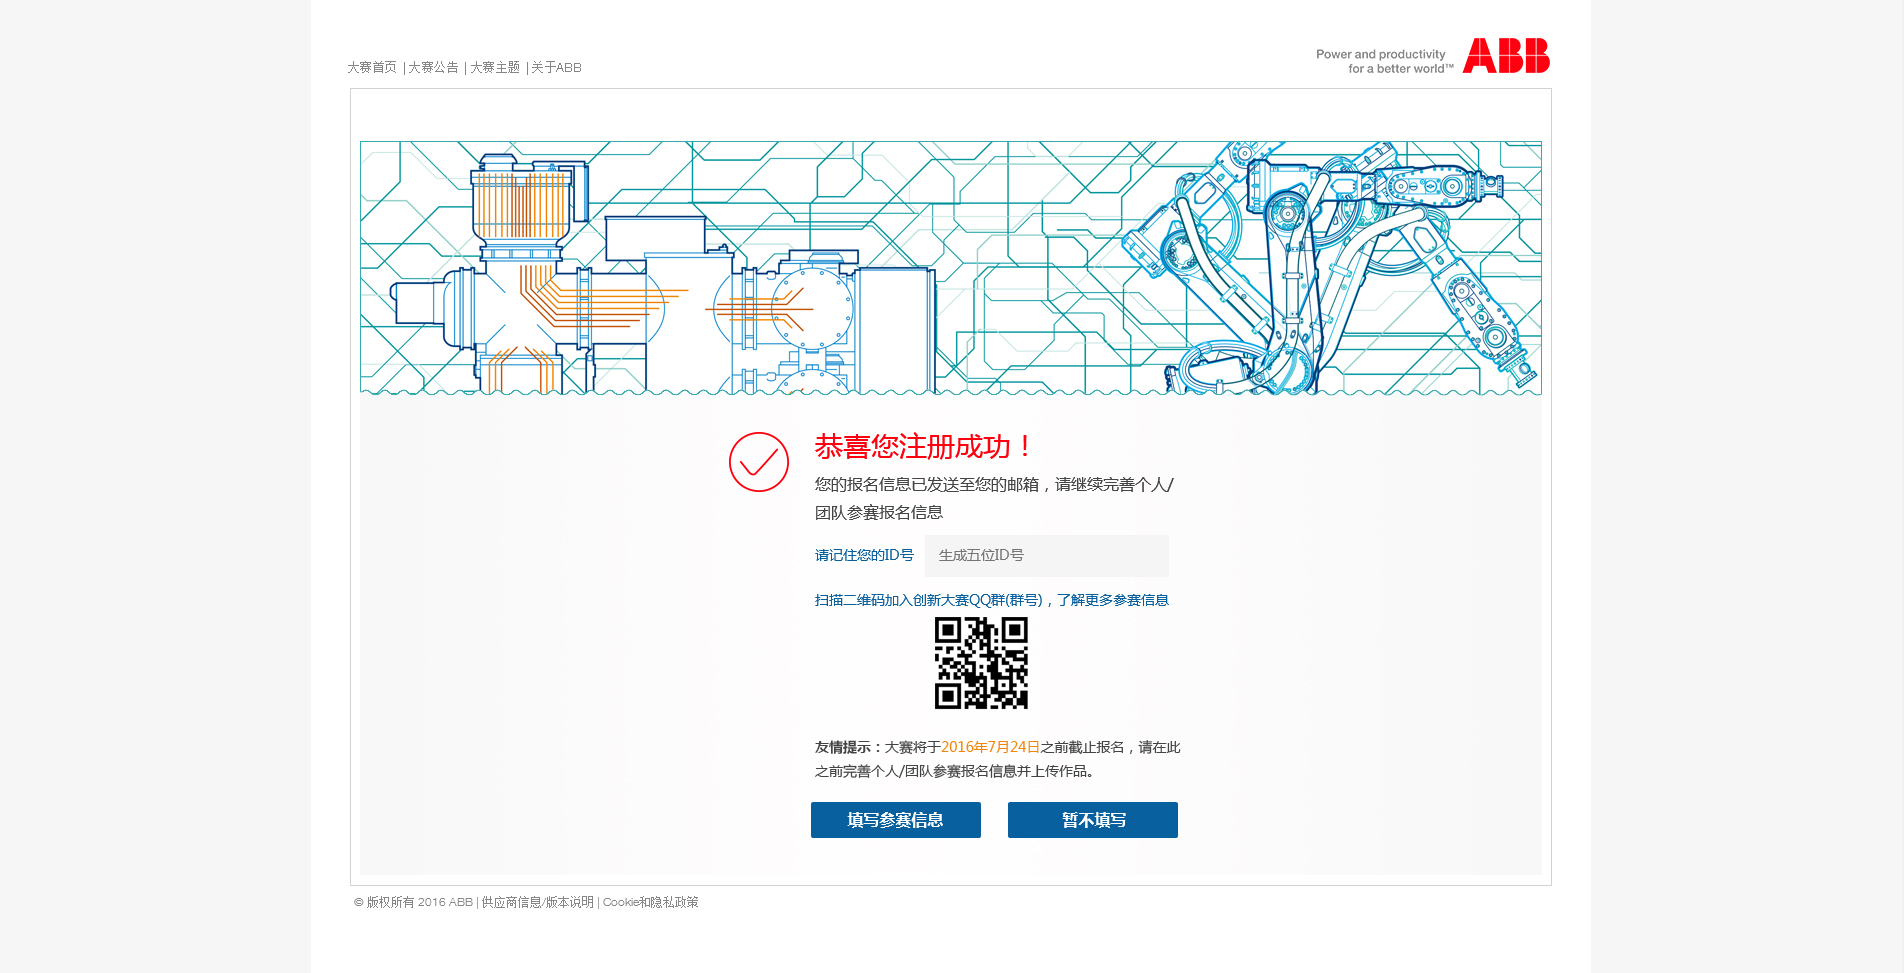 大赛首页 | 大赛公告 | 大赛主题 | 关于ABB
Power and productivity
for a better world™
ABB
恭喜您注册成功！
您的报名信息已发送至您的邮箱，请继续完善个人/
团队参赛报名信息
请记住您的ID号 生成五位ID号
扫描二维码加入创新大赛QQ群(群号)，了解更多参赛信息
友情提示：大赛将于2016年7月24日之前截止报名，请在此
之前完善个人/团队参赛报名信息并上传作品。
填写参赛信息 暂不填写
© 版权所有 2016 ABB | 供应商信息/版本说明 | Cookie和隐私政策